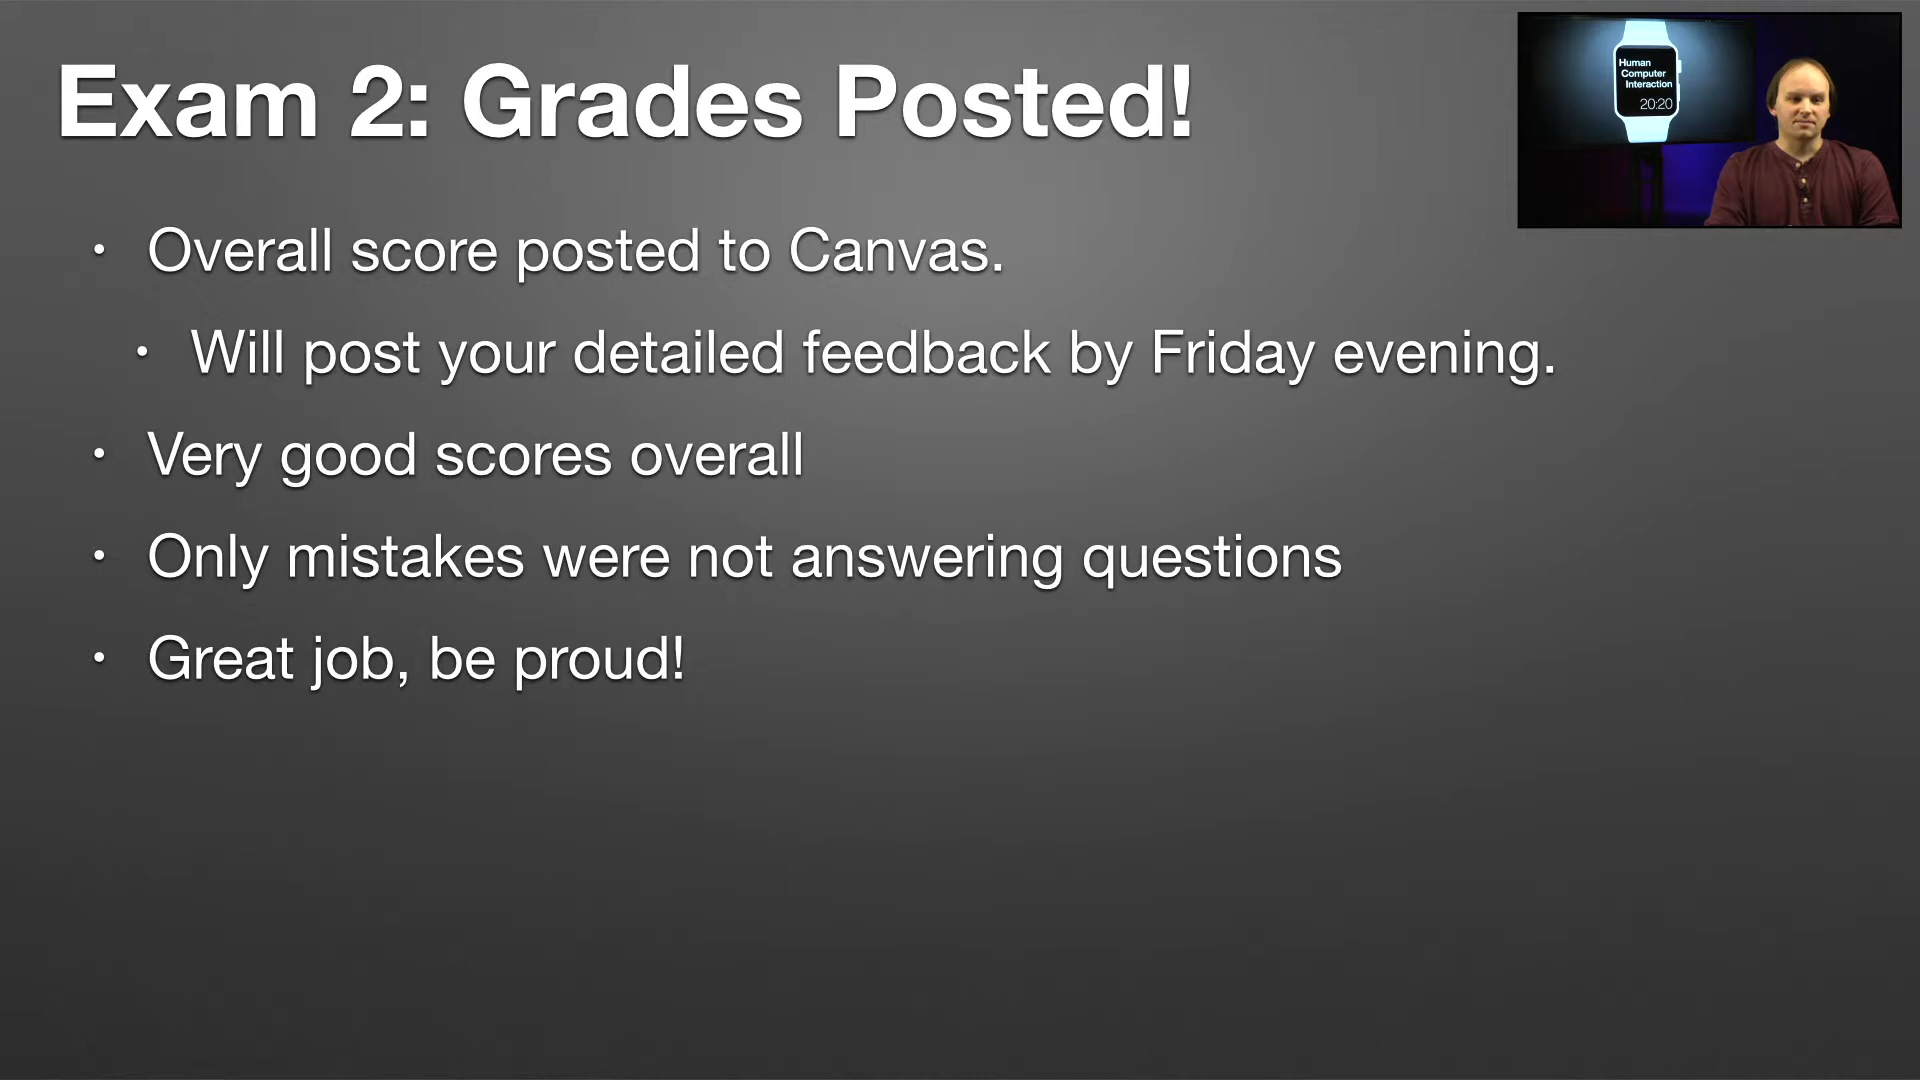 Exam 2: Grades Posted!
Human
Computer
Interaction
20:20
• Overall score posted to Canvas.
• Will post your detailed feedback by Friday evening.
• Very good scores overall
• Only mistakes were not answering questions
• Great job, be proud!